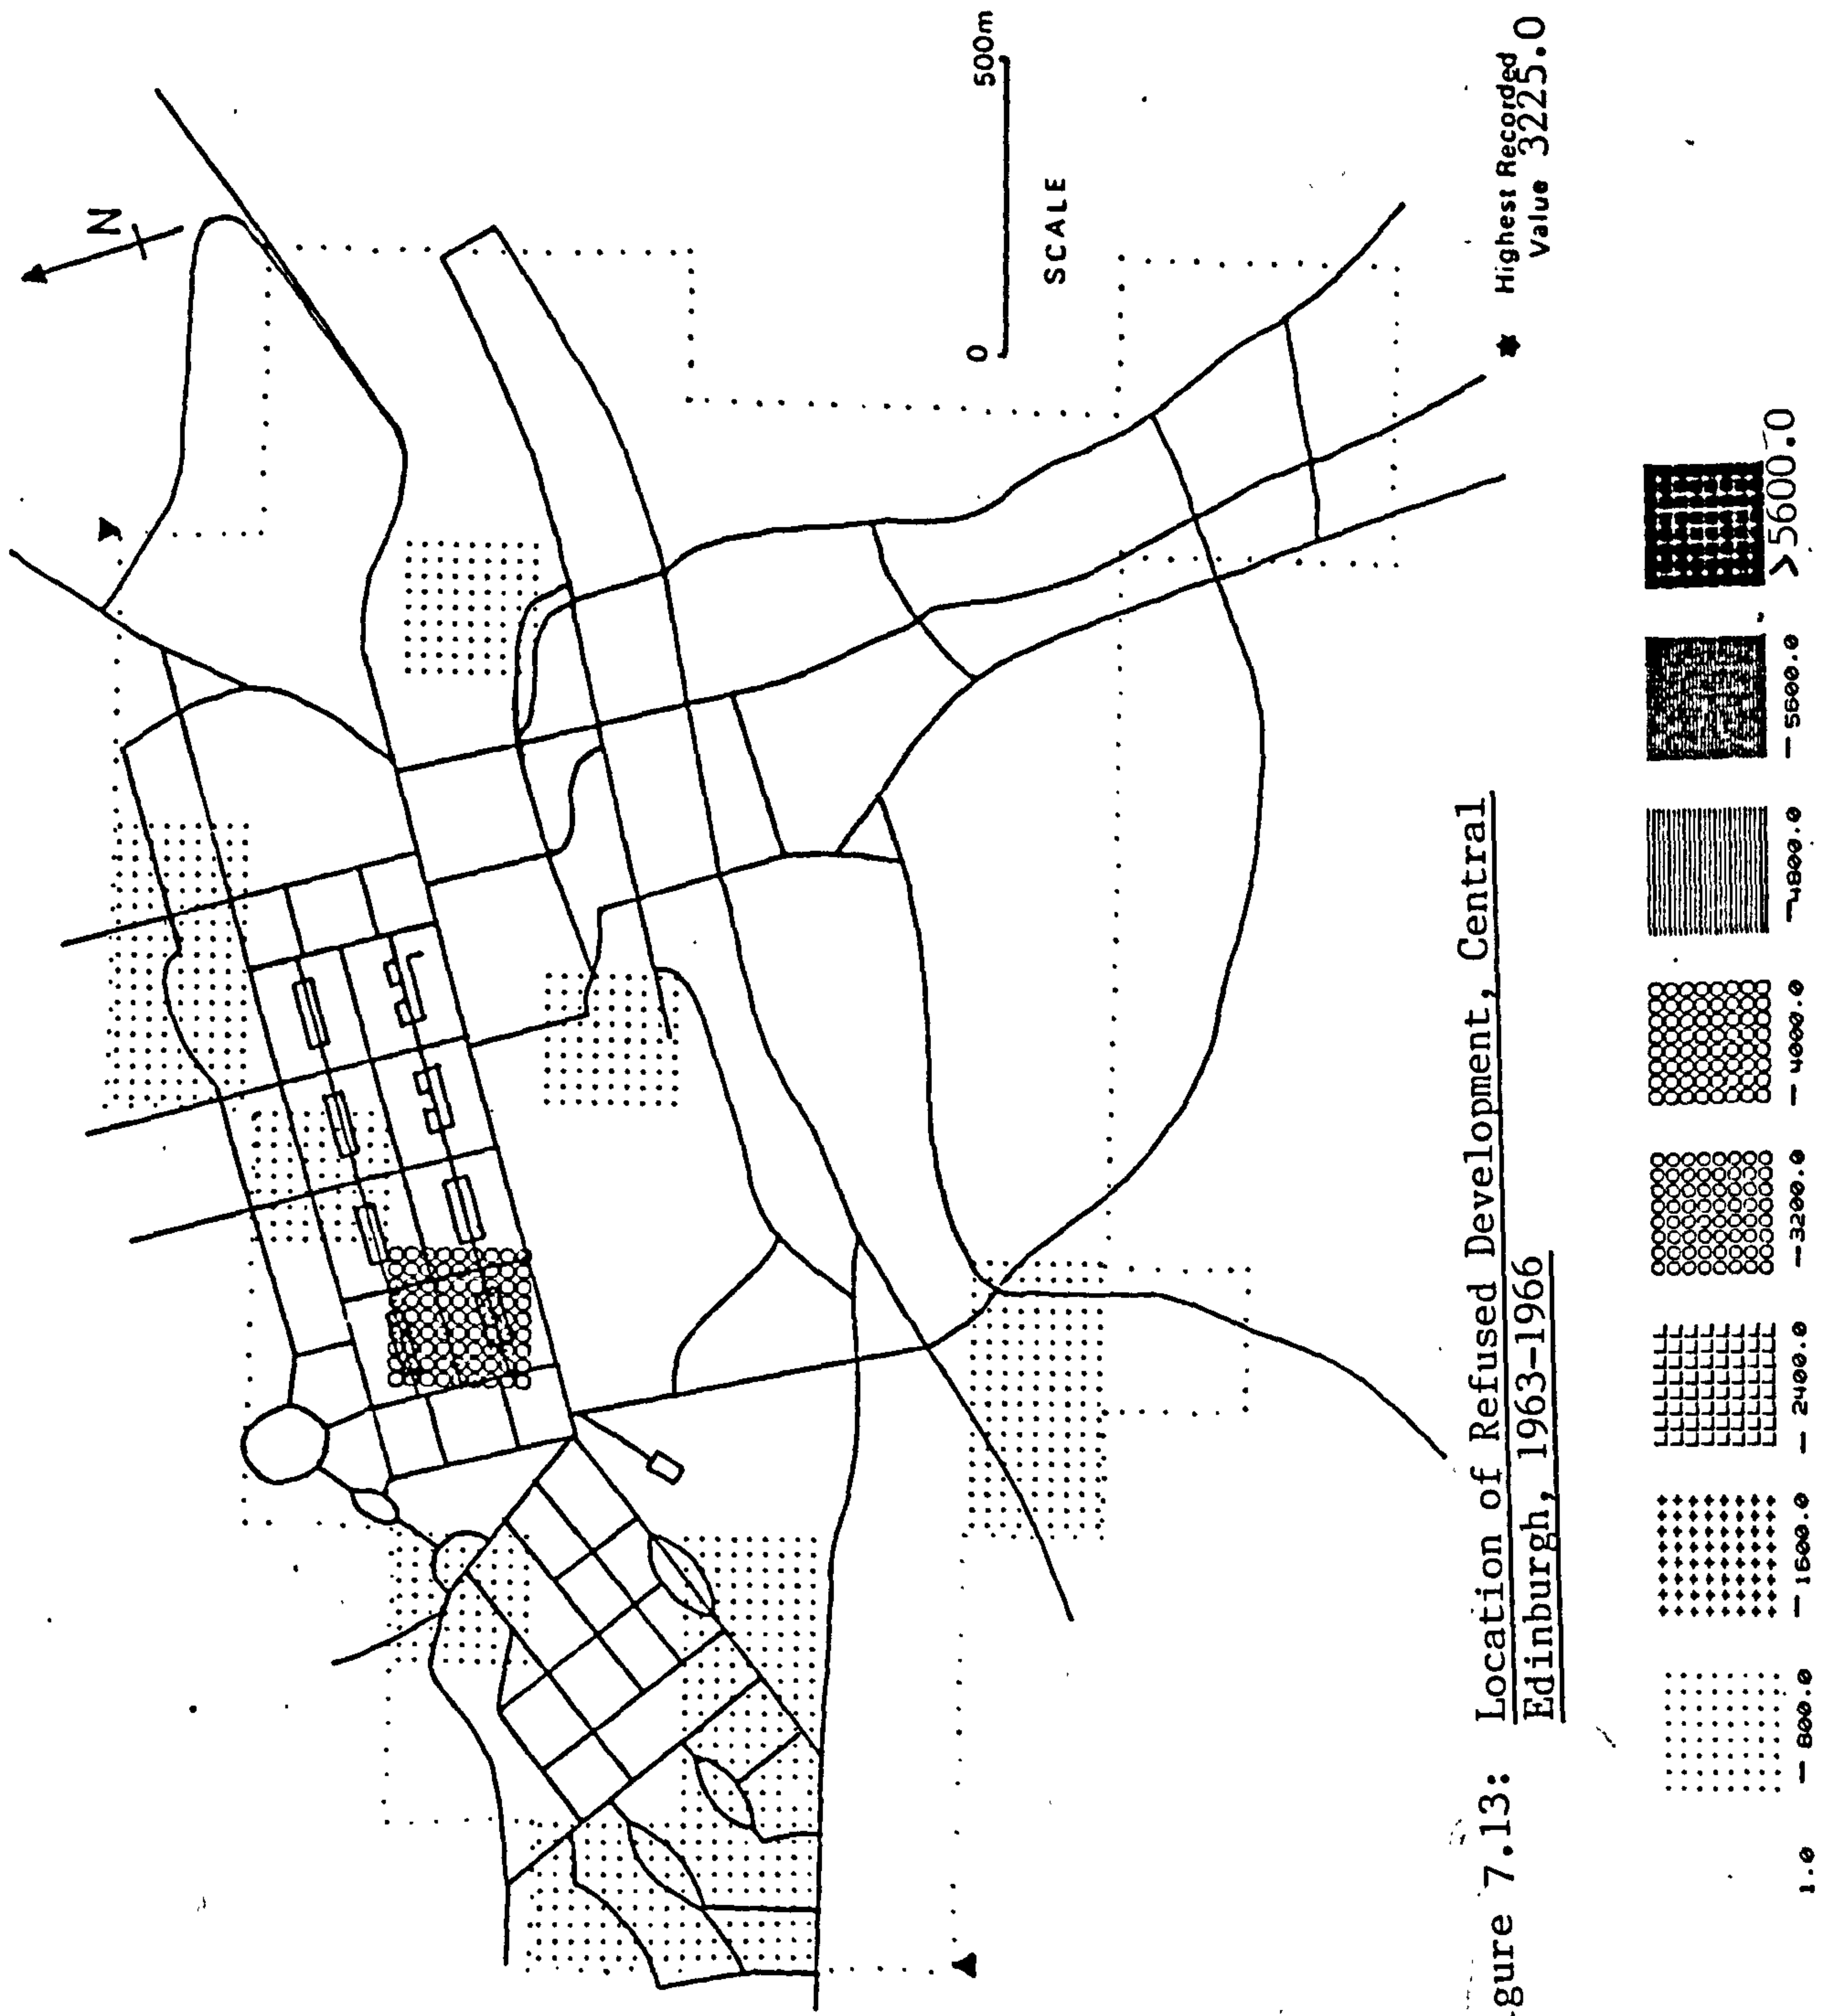 N
0 500m
SCALE
★ Highest Recorded
Value 3225.0
gure 7.13: Location of Refused Development, Central
Edinburgh, 1963-1966
1.0 — 800.0 — 1600.0 — 2400.0 — 3200.0 — 4000.0 — 4800.0 — 5600.0 >5600.0